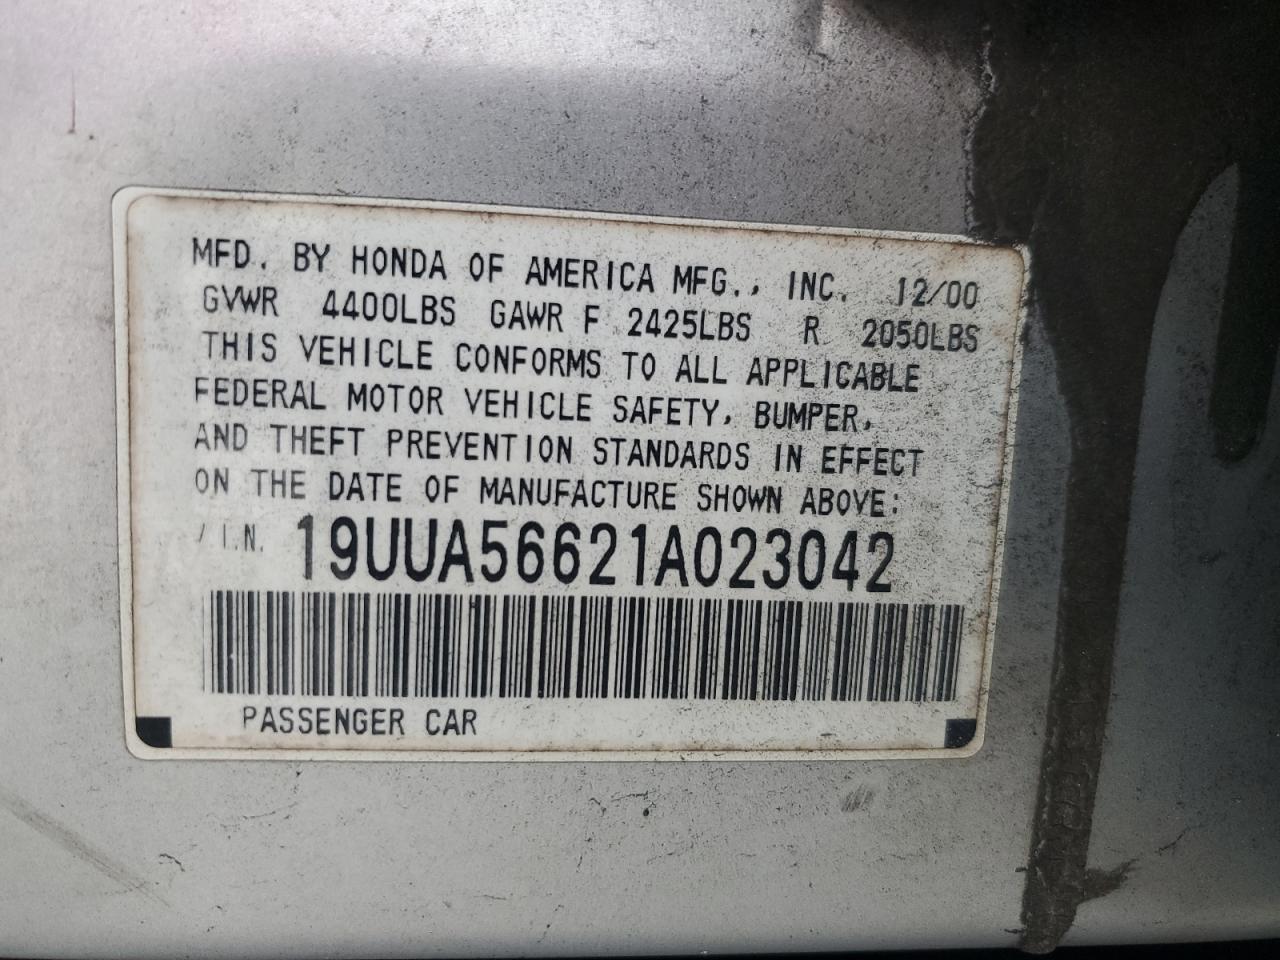 MFD. BY HONDA OF AMERICA MFG., INC. 12/00
GVWR 4400LBS GAWR F 2425LBS R 2050LBS
THIS VEHICLE CONFORMS TO ALL APPLICABLE
FEDERAL MOTOR VEHICLE SAFETY, BUMPER,
AND THEFT PREVENTION STANDARDS IN EFFECT
ON THE DATE OF MANUFACTURE SHOWN ABOVE:
V.I.N. 19UUA56621A023042
PASSENGER CAR